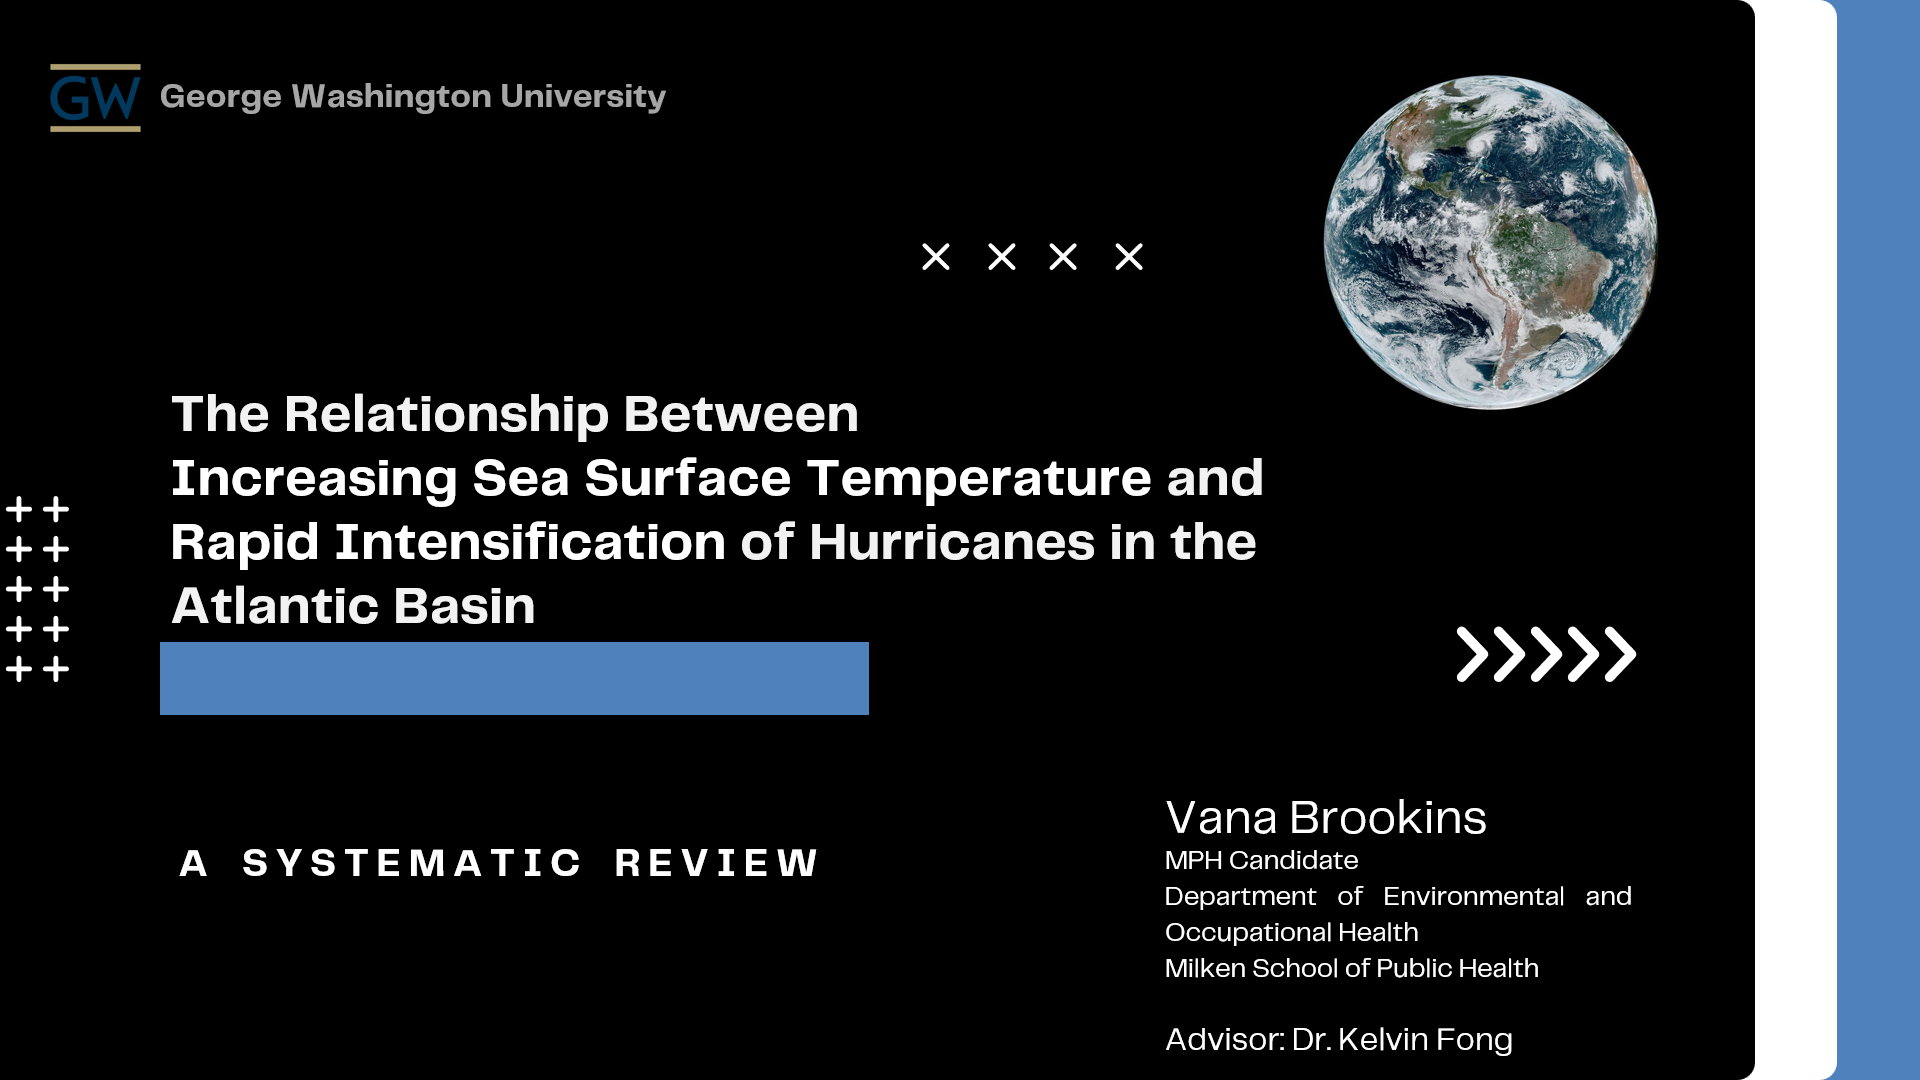 GW George Washington University
The Relationship Between
Increasing Sea Surface Temperature and
Rapid Intensification of Hurricanes in the
Atlantic Basin
A SYSTEMATIC REVIEW
Vana Brookins
MPH Candidate
Department of Environmental and
Occupational Health
Milken School of Public Health
Advisor: Dr. Kelvin Fong